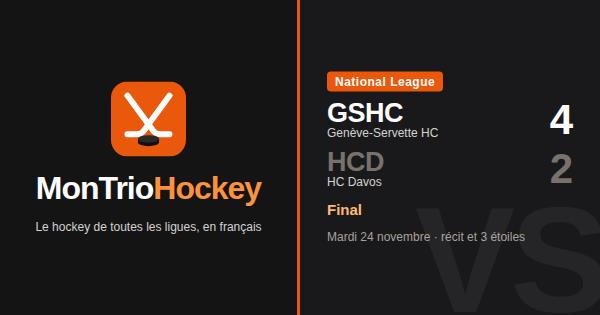 MonTrioHockey
Le hockey de toutes les ligues, en français
National League
GSHC
4
Genève-Servette HC
HCD
2
HC Davos
Final
Mardi 24 novembre · récit et 3 étoiles
VS